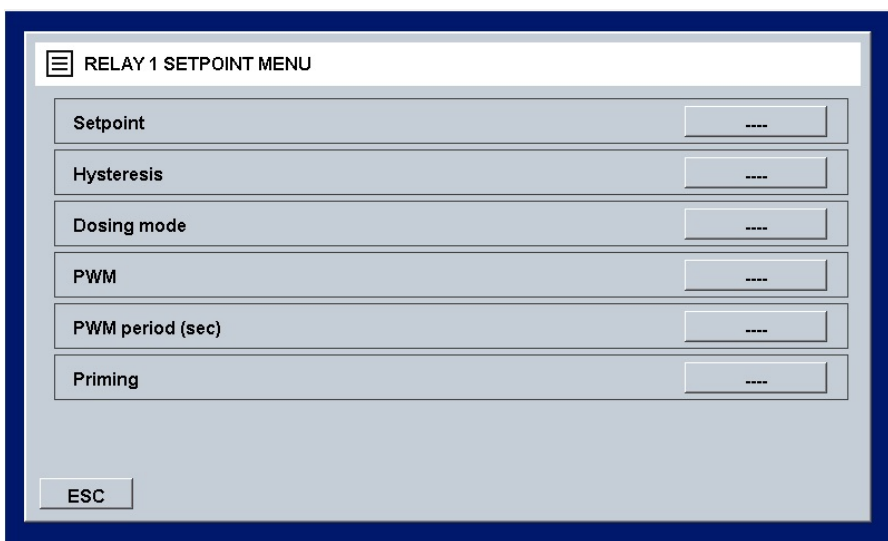 RELAY 1 SETPOINT MENU
Setpoint ----
Hysteresis ----
Dosing mode ----
PWM ----
PWM period (sec) ----
Priming ----
ESC